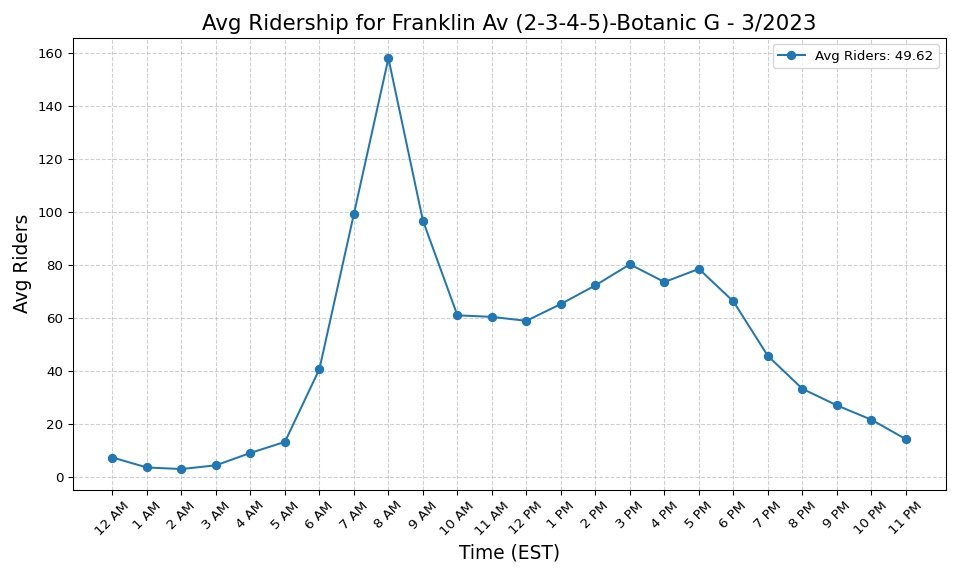 Avg Ridership for Franklin Av (2-3-4-5)-Botanic G - 3/2023
Avg Riders: 49.62
Avg Riders
160
140
120
100
80
60
40
20
0
12 AM
1 AM
2 AM
3 AM
4 AM
5 AM
6 AM
7 AM
8 AM
9 AM
10 AM
11 AM
12 PM
1 PM
2 PM
3 PM
4 PM
5 PM
6 PM
7 PM
8 PM
9 PM
10 PM
11 PM
Time (EST)